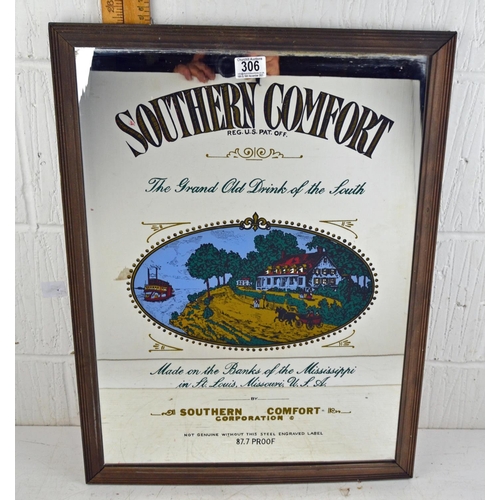 306
SOUTHERN COMFORT
REG. U.S. PAT. OFF.
The Grand Old Drink of the South
Made on the Banks of the Mississippi
in St. Louis, Missouri, U.S.A.
BY
SOUTHERN COMFORT
CORPORATION ©
NOT GENUINE WITHOUT THIS STEEL ENGRAVED LABEL
87.7 PROOF